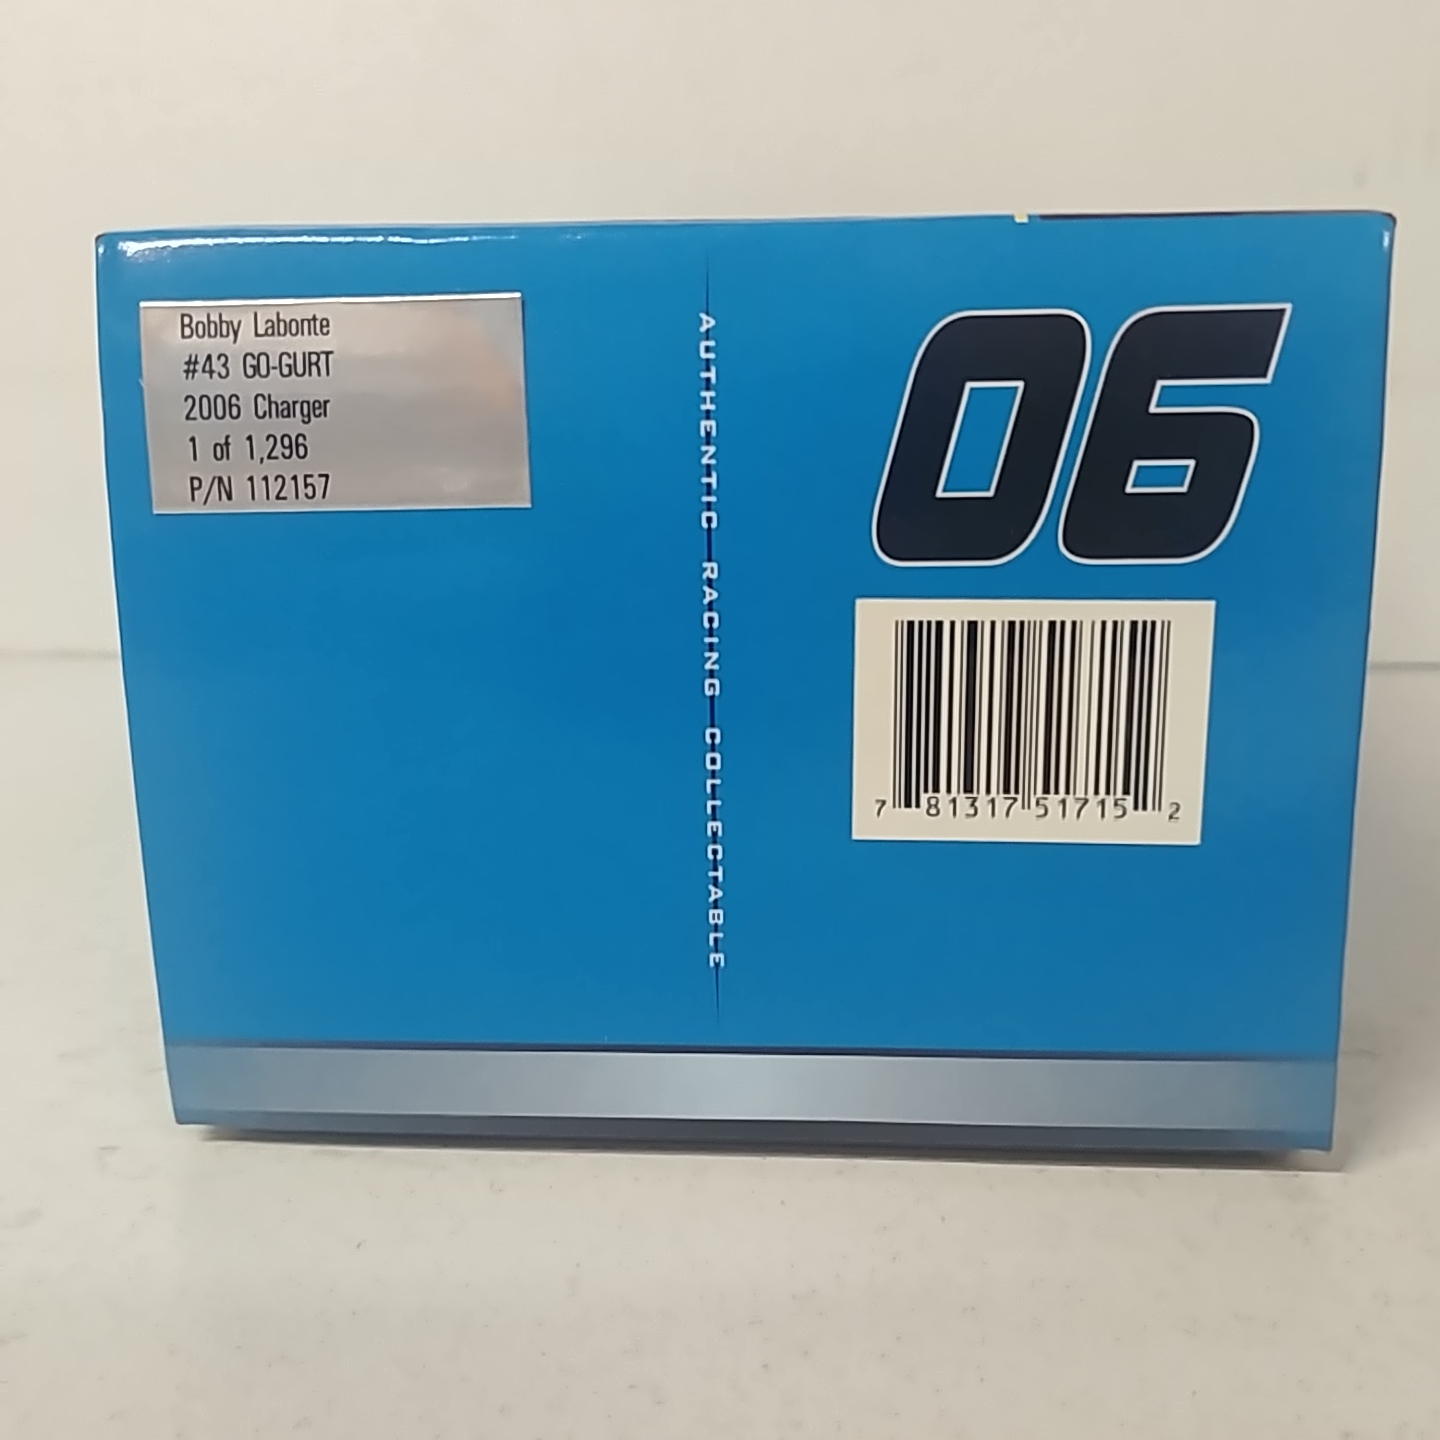 Bobby Labonte
#43 GO-GURT
2006 Charger
1 of 1,296
P/N 112157
AUTHENTIC RACING COLLECTABLE
06
7 81317 51715 2